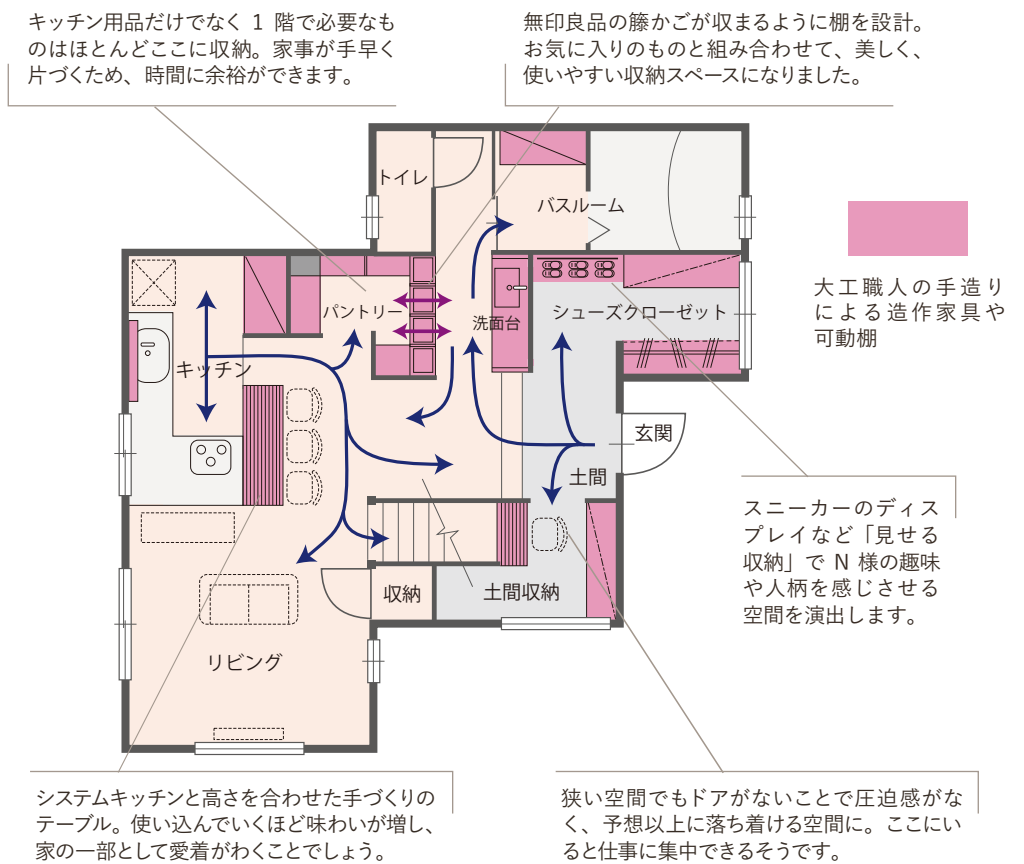 キッチン用品だけでなく 1 階で必要なも
のはほとんどここに収納。家事が手早く
片づくため、時間に余裕ができます。
無印良品の籐かごが収まるように棚を設計。
お気に入りのものと組み合わせて、美しく、
使いやすい収納スペースになりました。
トイレ
バスルーム
パントリー
洗面台
シューズクローゼット
大工職人の手造り
による造作家具や
可動棚
キッチン
玄関
土間
スニーカーのディス
プレイなど「見せる
収納」で N 様の趣味
や人柄を感じさせる
空間を演出します。
収納
土間収納
リビング
システムキッチンと高さを合わせた手づくりの
テーブル。使い込んでいくほど味わいが増し、
家の一部として愛着がわくことでしょう。
狭い空間でもドアがないことで圧迫感がな
く、予想以上に落ち着ける空間に。ここにい
ると仕事に集中できるそうです。